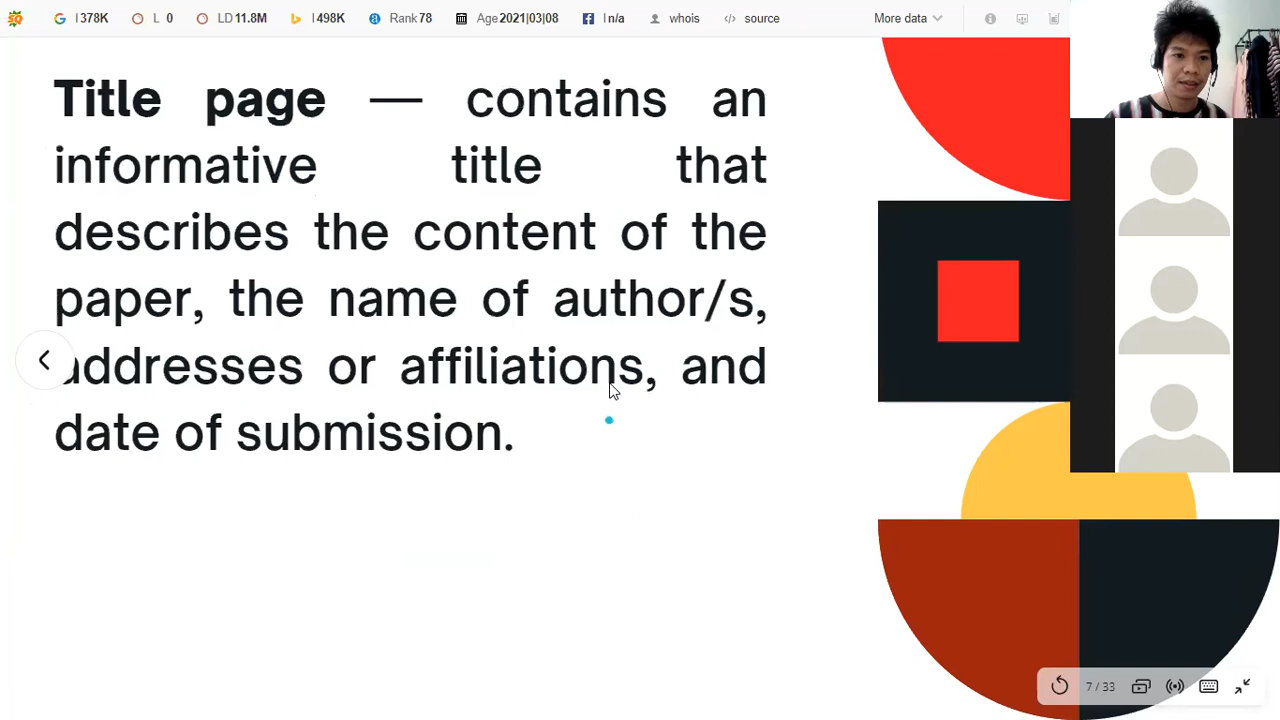 I 378K L 0 LD 11.8M I 498K Rank 78 Age 2021|03|08 I n/a whois source More data
Title page — contains an
informative title that
describes the content of the
paper, the name of author/s,
addresses or affiliations, and
date of submission.
7 / 33